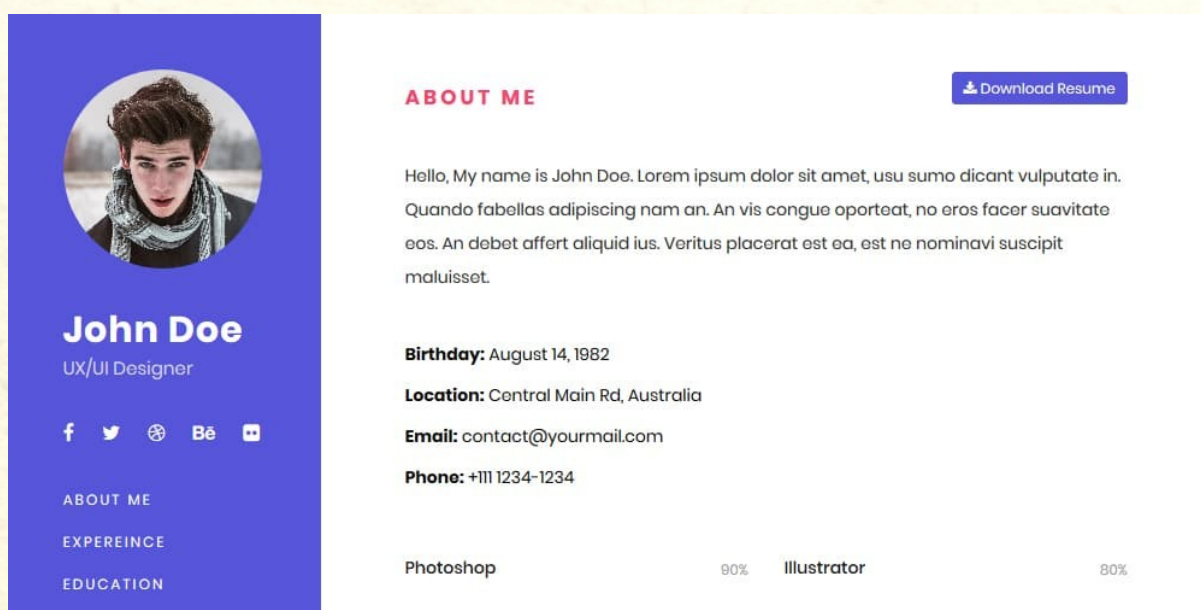 John Doe
UX/UI Designer
Bē
ABOUT ME
EXPEREINCE
EDUCATION
ABOUT ME
Download Resume
Hello, My name is John Doe. Lorem ipsum dolor sit amet, usu sumo dicant vulputate in.
Quando fabellas adipiscing nam an. An vis congue oporteat, no eros facer suavitate
eos. An debet affert aliquid ius. Veritus placerat est ea, est ne nominavi suscipit
maluisset.
Birthday: August 14, 1982
Location: Central Main Rd, Australia
Email: contact@yourmail.com
Phone: +111 1234-1234
Photoshop 90% Illustrator 80%